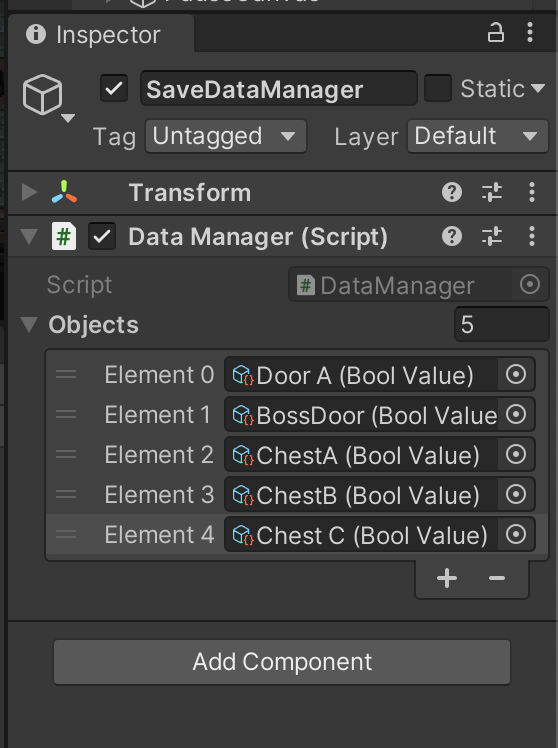 Inspector
SaveDataManager
Static
Tag Untagged Layer Default
Transform
# Data Manager (Script)
Script # DataManager
Objects 5
Element 0 Door A (Bool Value)
Element 1 BossDoor (Bool Value
Element 2 ChestA (Bool Value)
Element 3 ChestB (Bool Value)
Element 4 Chest C (Bool Value)
Add Component